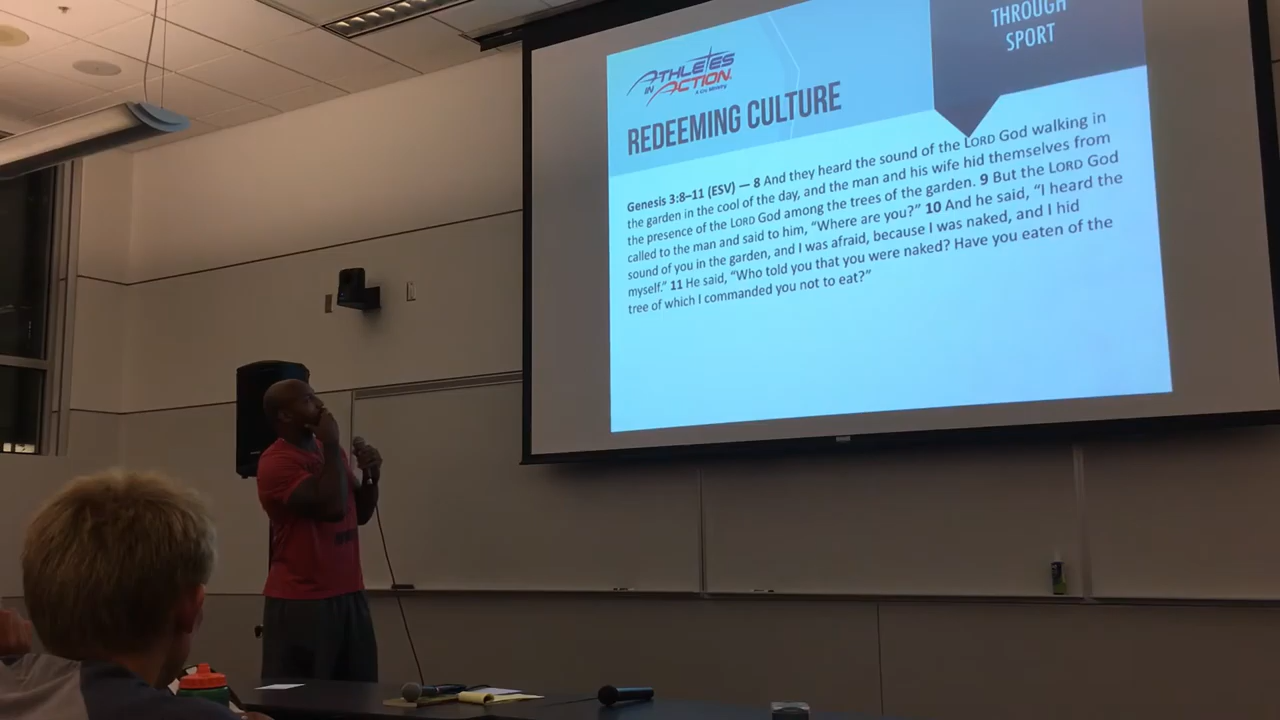 THROUGH
SPORT
ATHLETES
IN ACTION
A Cru Ministry
REDEEMING CULTURE
Genesis 3:8–11 (ESV) — 8 And they heard the sound of the LORD God walking in
the garden in the cool of the day, and the man and his wife hid themselves from
the presence of the LORD God among the trees of the garden. 9 But the LORD God
called to the man and said to him, “Where are you?” 10 And he said, “I heard the
sound of you in the garden, and I was afraid, because I was naked, and I hid
myself.” 11 He said, “Who told you that you were naked? Have you eaten of the
tree of which I commanded you not to eat?”